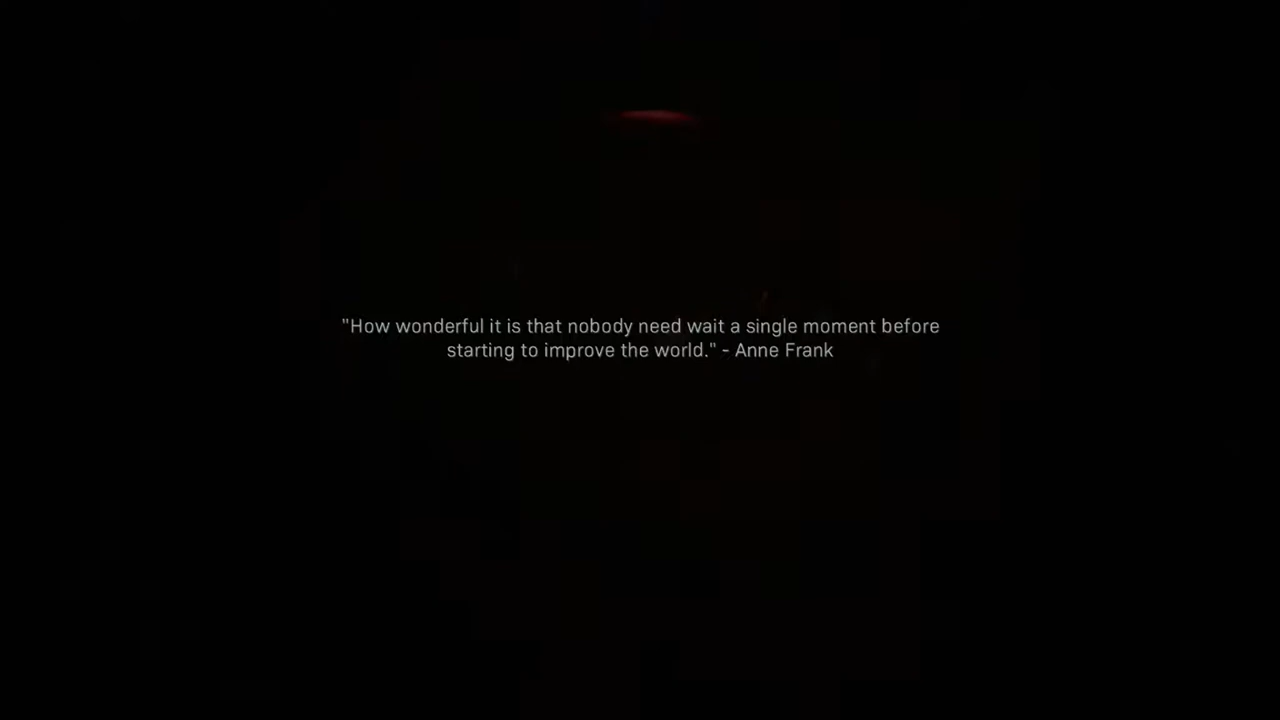 "How wonderful it is that nobody need wait a single moment before
starting to improve the world." - Anne Frank